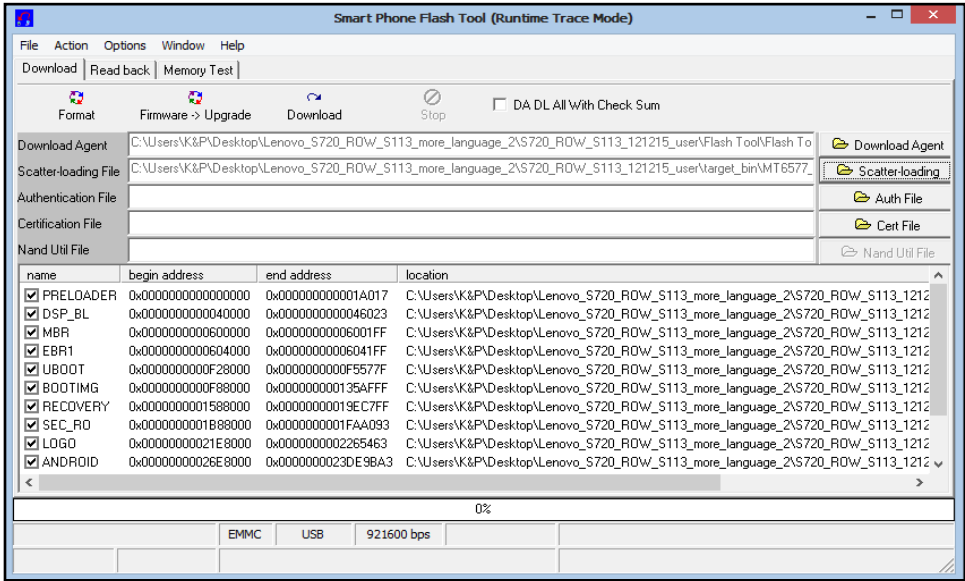 Smart Phone Flash Tool (Runtime Trace Mode)
File Action Options Window Help
Download Read back Memory Test
Format Firmware -> Upgrade Download Stop DA DL All With Check Sum
Download Agent C:\Users\K&P\Desktop\Lenovo_S720_ROW_S113_more_language_2\S720_ROW_S113_121215_user\Flash Tool\Flash To Download Agent
Scatter-loading File C:\Users\K&P\Desktop\Lenovo_S720_ROW_S113_more_language_2\S720_ROW_S113_121215_user\target_bin\MT6577_ Scatter-loading
Authentication File Auth File
Certification File Cert File
Nand Util File Nand Util File
name begin address end address location
PRELOADER 0x0000000000000000 0x000000000001A017 C:\Users\K&P\Desktop\Lenovo_S720_ROW_S113_more_language_2\S720_ROW_S113_1212
DSP_BL 0x0000000000040000 0x0000000000046023 C:\Users\K&P\Desktop\Lenovo_S720_ROW_S113_more_language_2\S720_ROW_S113_1212
MBR 0x0000000000600000 0x00000000006001FF C:\Users\K&P\Desktop\Lenovo_S720_ROW_S113_more_language_2\S720_ROW_S113_1212
EBR1 0x0000000000604000 0x00000000006041FF C:\Users\K&P\Desktop\Lenovo_S720_ROW_S113_more_language_2\S720_ROW_S113_1212
UBOOT 0x0000000000F28000 0x0000000000F5577F C:\Users\K&P\Desktop\Lenovo_S720_ROW_S113_more_language_2\S720_ROW_S113_1212
BOOTIMG 0x0000000000F88000 0x000000000135AFFF C:\Users\K&P\Desktop\Lenovo_S720_ROW_S113_more_language_2\S720_ROW_S113_1212
RECOVERY 0x0000000001588000 0x00000000019EC7FF C:\Users\K&P\Desktop\Lenovo_S720_ROW_S113_more_language_2\S720_ROW_S113_1212
SEC_RO 0x0000000001B88000 0x0000000001FAA093 C:\Users\K&P\Desktop\Lenovo_S720_ROW_S113_more_language_2\S720_ROW_S113_1212
LOGO 0x00000000021E8000 0x0000000002265463 C:\Users\K&P\Desktop\Lenovo_S720_ROW_S113_more_language_2\S720_ROW_S113_1212
ANDROID 0x00000000026E8000 0x0000000023DE9BA3 C:\Users\K&P\Desktop\Lenovo_S720_ROW_S113_more_language_2\S720_ROW_S113_1212
0%
EMMC USB 921600 bps